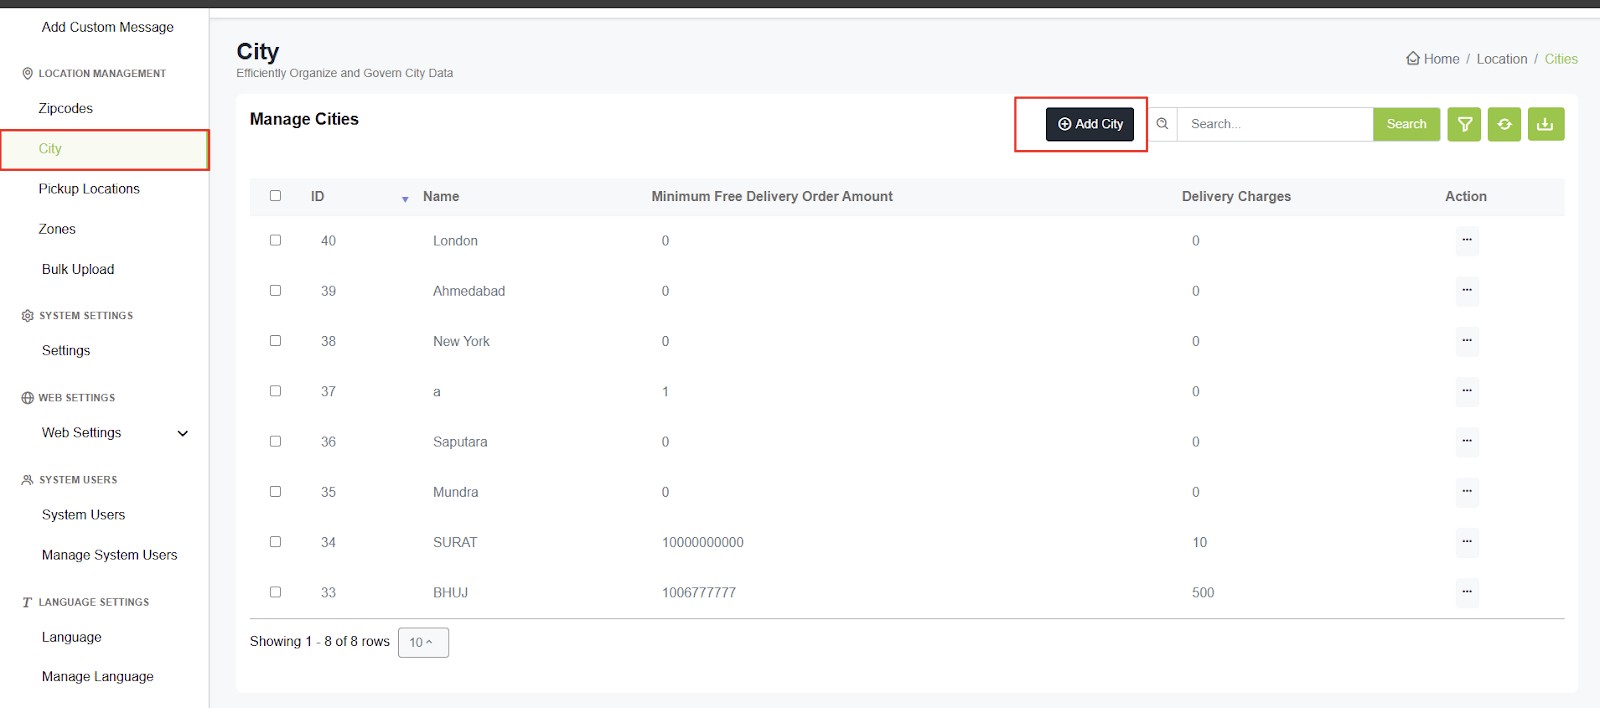 Add Custom Message
LOCATION MANAGEMENT
Zipcodes
City
Pickup Locations
Zones
Bulk Upload
SYSTEM SETTINGS
Settings
WEB SETTINGS
Web Settings
SYSTEM USERS
System Users
Manage System Users
LANGUAGE SETTINGS
Language
Manage Language
City
Efficiently Organize and Govern City Data
Home / Location / Cities
Manage Cities
Add City
Search...
Search
ID Name Minimum Free Delivery Order Amount Delivery Charges Action
40 London 0 0 ...
39 Ahmedabad 0 0 ...
38 New York 0 0 ...
37 a 1 0 ...
36 Saputara 0 0 ...
35 Mundra 0 0 ...
34 SURAT 10000000000 10 ...
33 BHUJ 1006777777 500 ...
Showing 1 - 8 of 8 rows 10